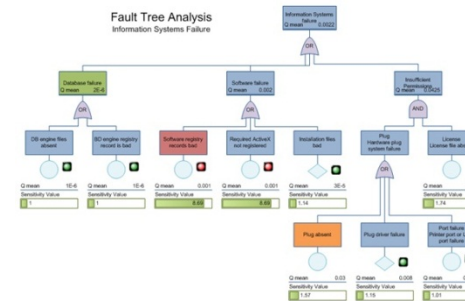 Fault Tree Analysis
Information Systems Failure
Information Systems
failure
Q mean 0.0022
OR
Database failure
Q mean 2E-6
Software failure
Q mean 0.002
Insufficient
Permissions
Q mean 0.0425
OR
OR
AND
DB engine files
absent
BD engine registry
record is bad
Software registry
records bad
Required ActiveX
not registered
Installation files
bad
Plug
Hardware plug
system failure
License
License file
OR
Q mean 1E-6
Sensitivity Value
1
Q mean 1E-6
Sensitivity Value
1
Q mean 0.001
Sensitivity Value
8.66
Q mean 0.001
Sensitivity Value
8.66
Q mean 3E-5
Sensitivity Value
1.14
Q mean
Sensitivity Value
1.74
Plug absent
Plug driver failure
Port failure
Printer port or
port failure
Q mean 0.03
Sensitivity Value
1.57
Q mean 0.008
Sensitivity Value
1.15
Q mean
Sensitivity Value
1.01